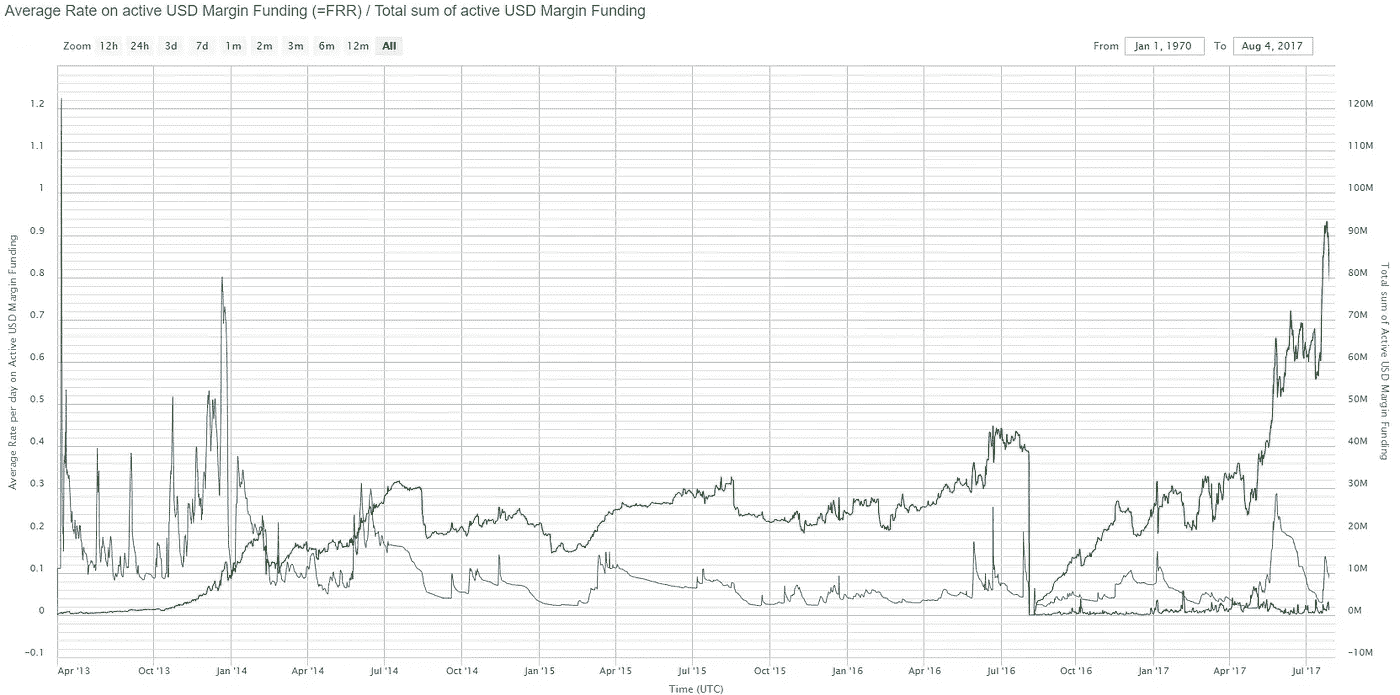 Average Rate on active USD Margin Funding (=FRR) / Total sum of active USD Margin Funding
Zoom 12h 24h 3d 7d 1m 2m 3m 6m 12m All
From Jan 1, 1970 To Aug 4, 2017
Average Rate per day on Active USD Margin Funding
1.2
1.1
1
0.9
0.8
0.7
0.6
0.5
0.4
0.3
0.2
0.1
0
-0.1
120M
110M
100M
90M
80M
70M
60M
50M
40M
30M
20M
10M
0M
-10M
Total sum of Active USD Margin Funding
Apr '13 Oct '13 Jan '14 Apr '14 Jul '14 Oct '14 Jan '15 Apr '15 Jul '15 Oct '15 Jan '16 Apr '16 Jul '16 Oct '16 Jan '17 Apr '17 Jul '17
Time (UTC)